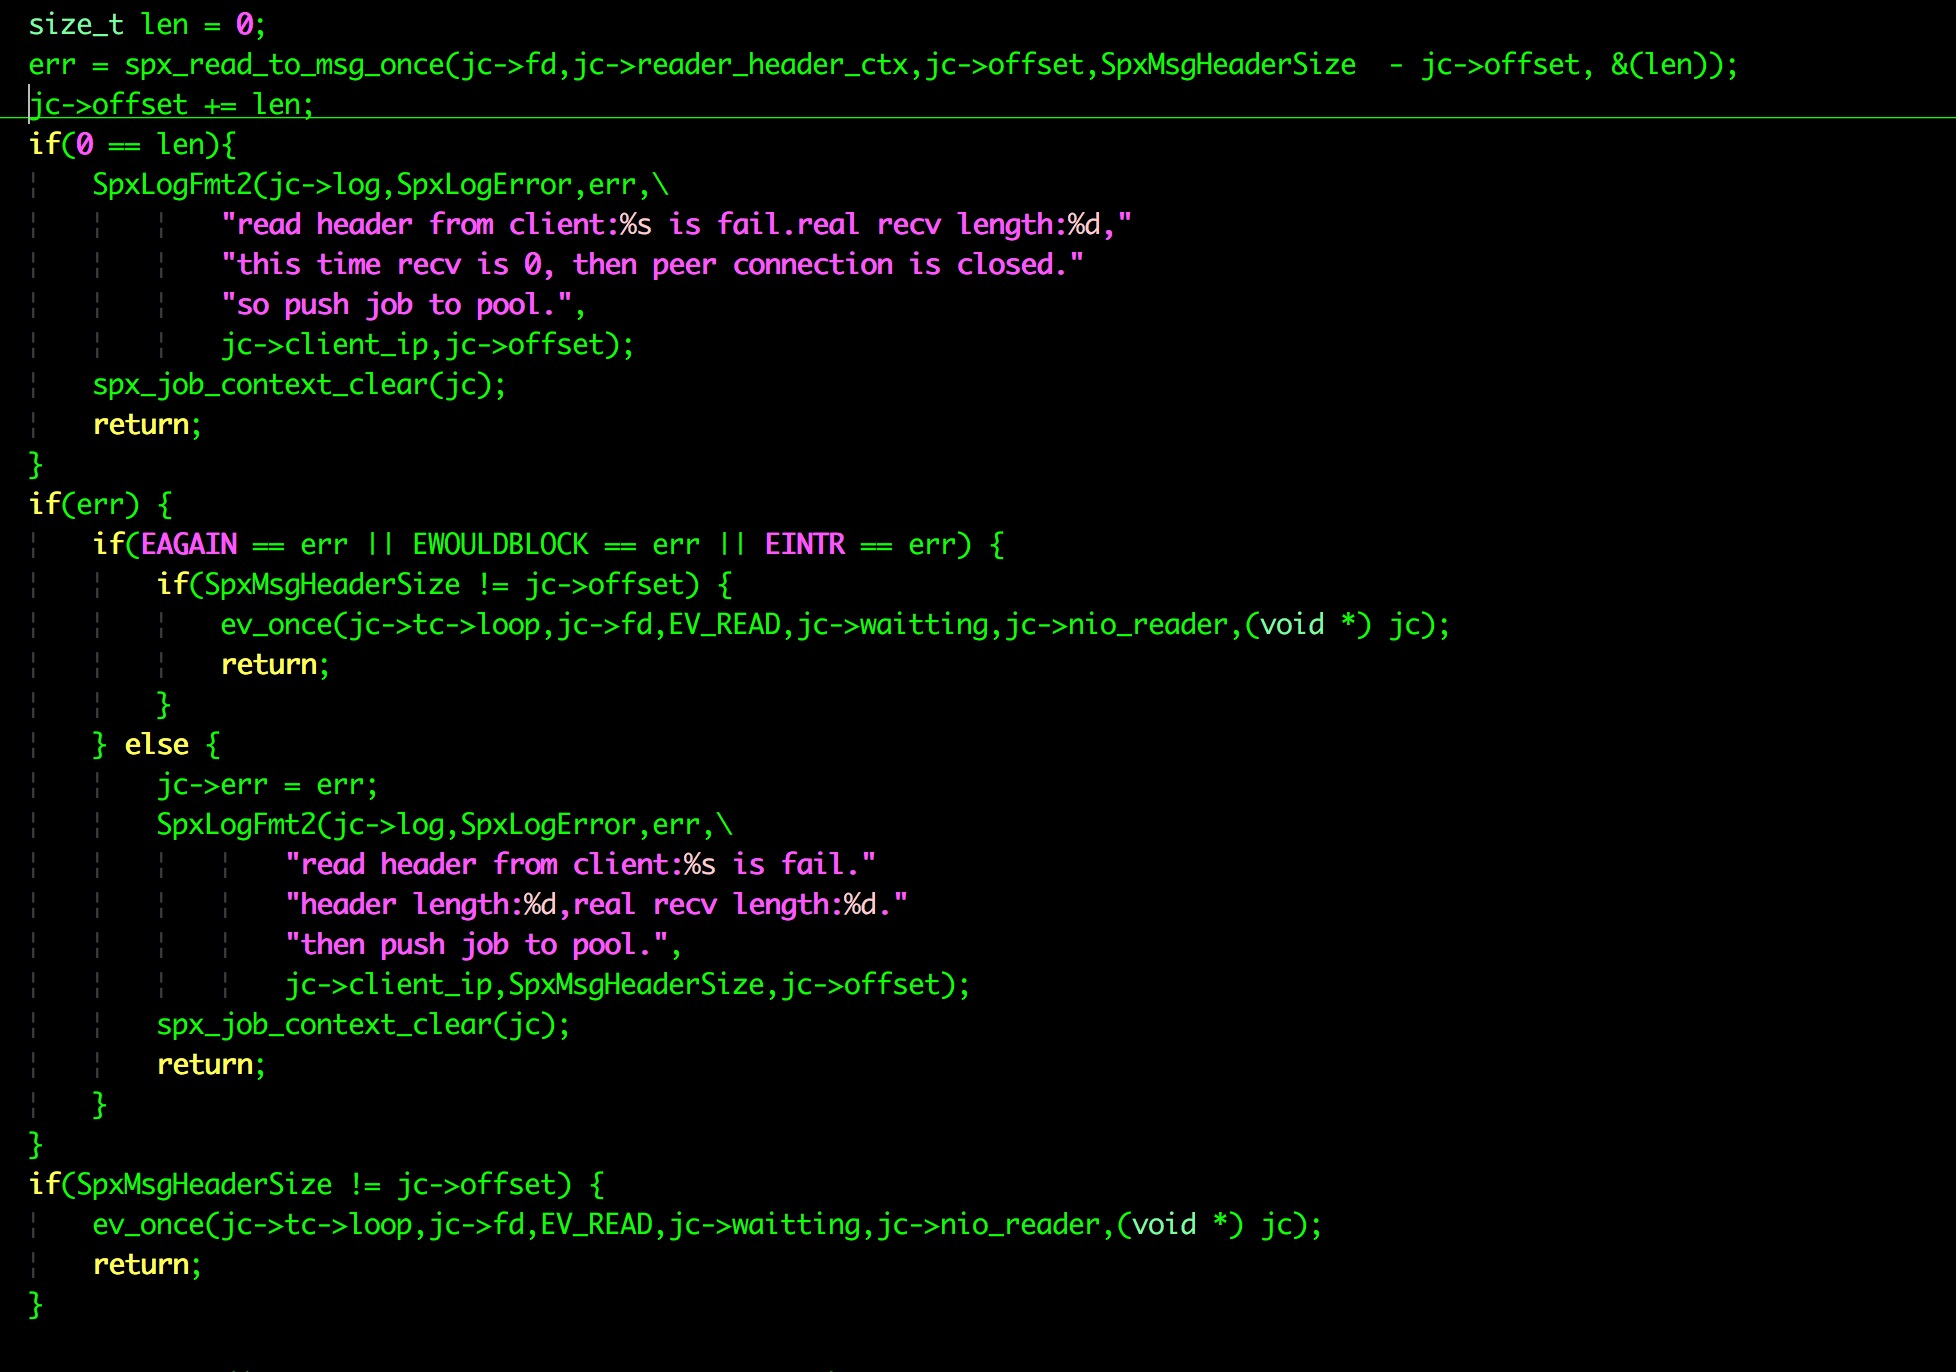 size_t len = 0;
err = spx_read_to_msg_once(jc->fd,jc->reader_header_ctx,jc->offset,SpxMsgHeaderSize  - jc->offset, &(len));
jc->offset += len;
if(0 == len){
    SpxLogFmt2(jc->log,SpxLogError,err,\
            "read header from client:%s is fail.real recv length:%d,"
            "this time recv is 0, then peer connection is closed."
            "so push job to pool.",
            jc->client_ip,jc->offset);
    spx_job_context_clear(jc);
    return;
}
if(err) {
    if(EAGAIN == err || EWOULDBLOCK == err || EINTR == err) {
        if(SpxMsgHeaderSize != jc->offset) {
            ev_once(jc->tc->loop,jc->fd,EV_READ,jc->waitting,jc->nio_reader,(void *) jc);
            return;
        }
    } else {
        jc->err = err;
        SpxLogFmt2(jc->log,SpxLogError,err,\
                "read header from client:%s is fail."
                "header length:%d,real recv length:%d."
                "then push job to pool.",
                jc->client_ip,SpxMsgHeaderSize,jc->offset);
        spx_job_context_clear(jc);
        return;
    }
}
if(SpxMsgHeaderSize != jc->offset) {
    ev_once(jc->tc->loop,jc->fd,EV_READ,jc->waitting,jc->nio_reader,(void *) jc);
    return;
}